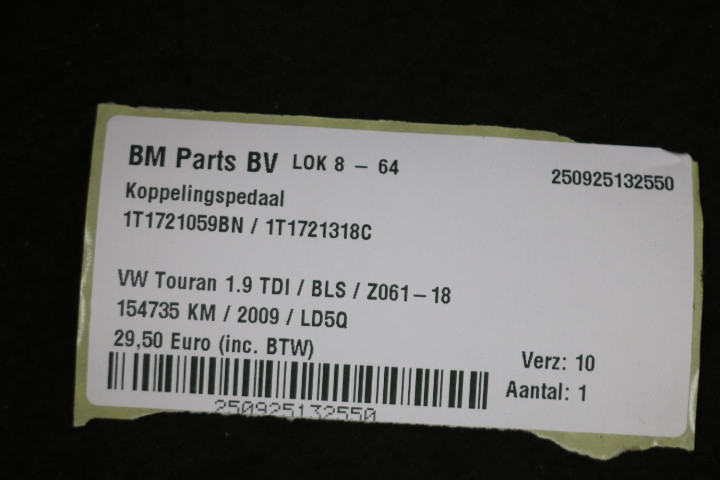 BM Parts BV LOK 8 - 64
250925132550
Koppelingspedaal
1T1721059BN / 1T1721318C
VW Touran 1.9 TDI / BLS / Z061-18
154735 KM / 2009 / LD5Q
29,50 Euro (inc. BTW)
Verz: 10
Aantal: 1
250925132550